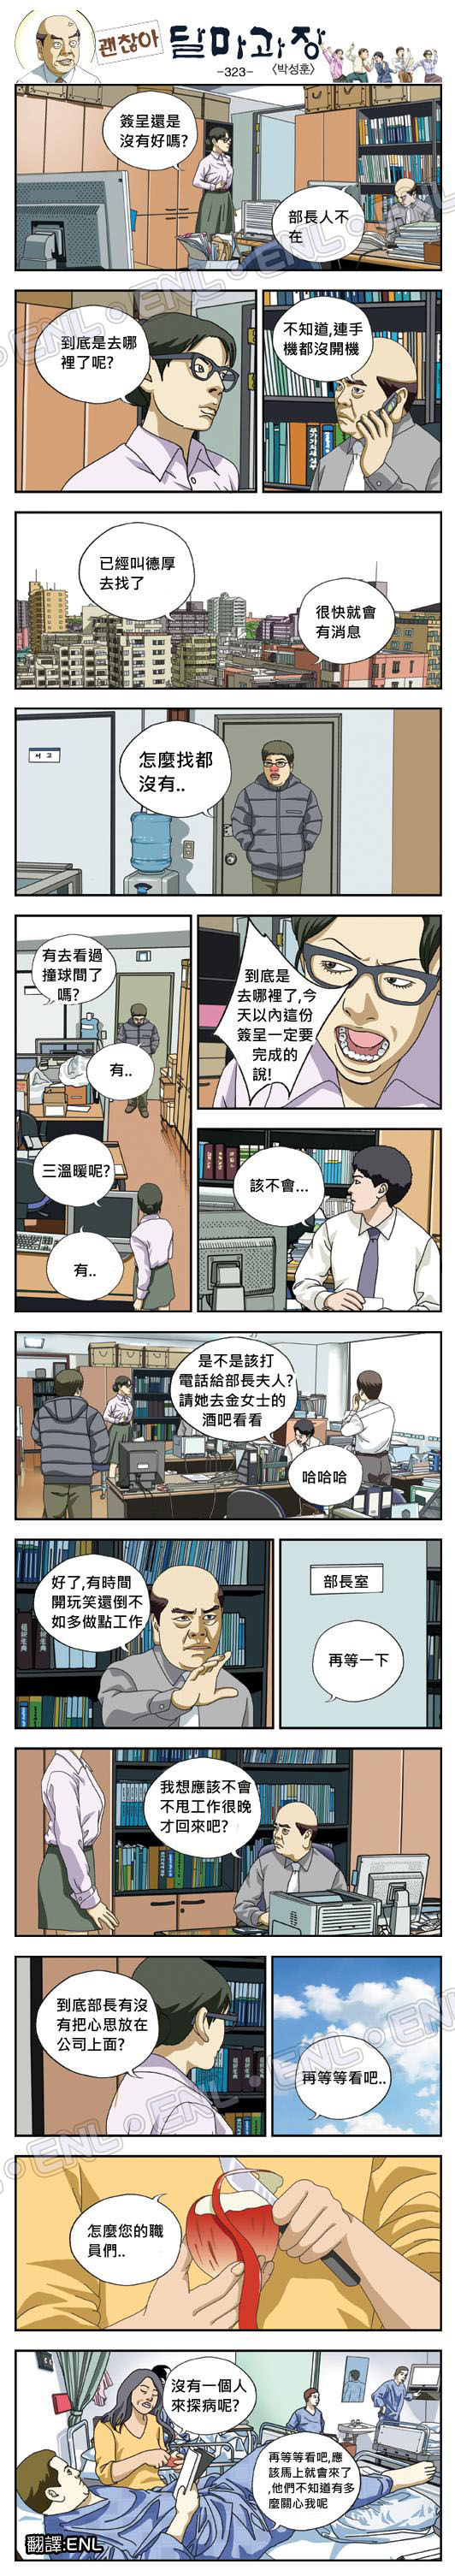 괜찮아
달마과장
-323-
<박성훈>
簽呈還是
沒有好嗎?
部長人不
在
到底是去哪
裡了呢?
不知道,連手
機都沒開機
已經叫德厚
去找了
很快就會
有消息
서고
怎麼找都
沒有..
有去看過
撞球間了
嗎?
有..
三溫暖呢?
有..
到底是
去哪裡了,今
天以內這份
簽呈一定要
完成的
說!
該不會...
是不是該打
電話給部長夫人?
請她去金女士的
酒吧看看
哈哈哈
好了,有時間
開玩笑還倒不
如多做點工作
部長室
再等一下
我想應該不會
不甩工作很晚
才回來吧?
到底部長有沒
有把心思放在
公司上面?
再等等看吧..
怎麼您的職
員們..
沒有一個人
來探病呢?
再等等看吧,應
該馬上就會來了
,他們不知道有多
麼關心我呢
翻譯:ENL
ENL
ENL
ENL
ENL
ENL
ENL